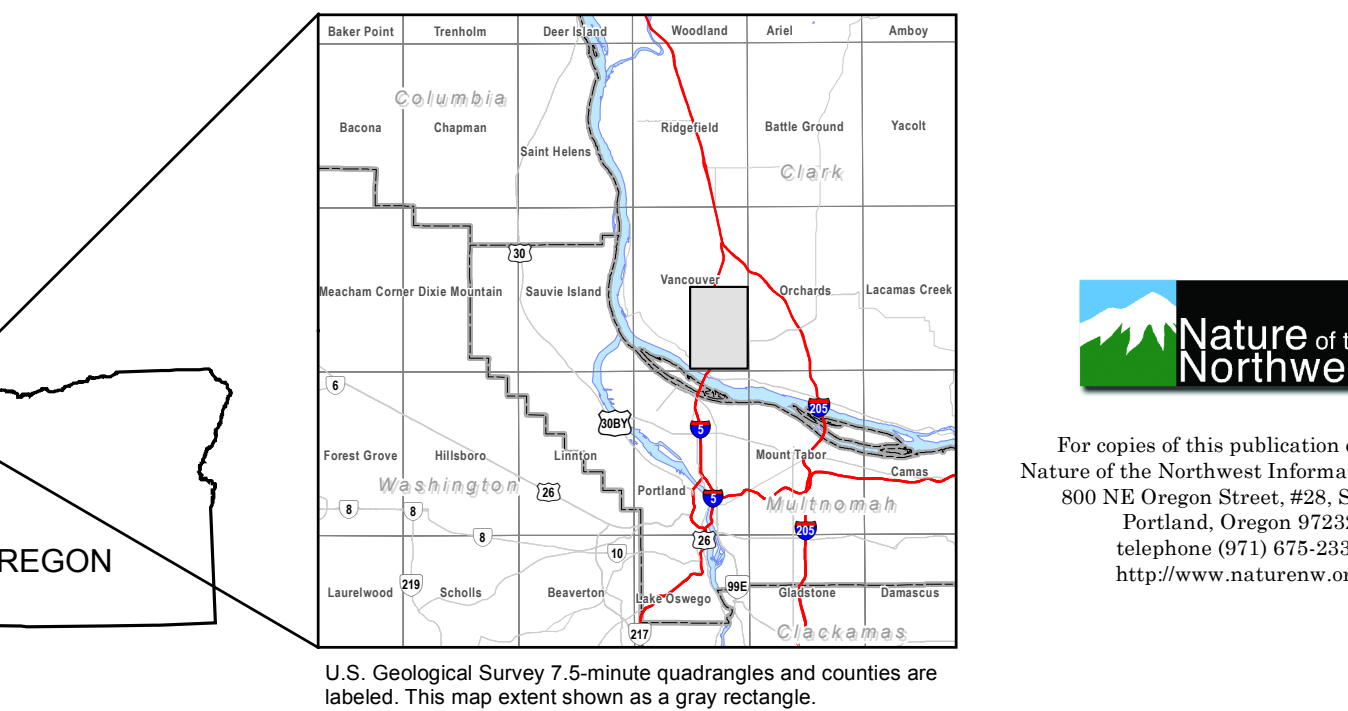 Baker Point Trenholm Deer Island Woodland Ariel Amboy
Columbia
Bacona Chapman Ridgefield Battle Ground Yacolt
Saint Helens
Clark
30
Vancouver
Meacham Corner Dixie Mountain Sauvie Island Orchards Lacamas Creek
6
205
30BY 5
Forest Grove Hillsboro Linnton Mount Tabor
Camas
Washington 26 Portland 5 Multnomah
8 8
205
8 26
10
219 99E
Laurelwood Scholls Beaverton Lake Oswego Gladstone Damascus
217 Clackamas
REGON
U.S. Geological Survey 7.5-minute quadrangles and counties are
labeled. This map extent shown as a gray rectangle.
Nature of t
Northwe
For copies of this publication
Nature of the Northwest Informa
800 NE Oregon Street, #28, S
Portland, Oregon 97232
telephone (971) 675-233
http://www.naturenw.or